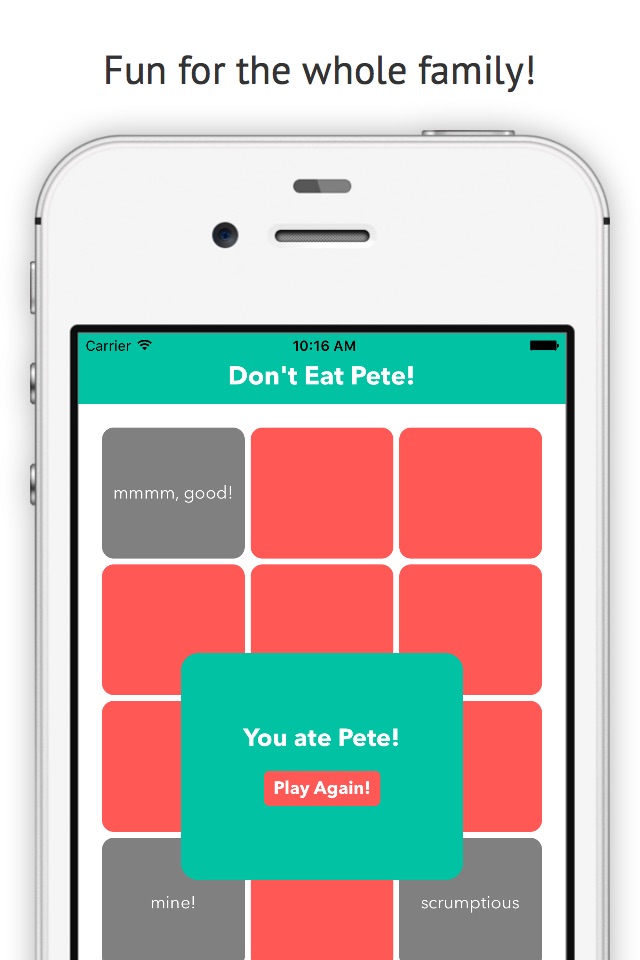 Fun for the whole family!
Carrier 10:16 AM
Don't Eat Pete!
mmmm, good!
You ate Pete!
Play Again!
mine! scrumptious